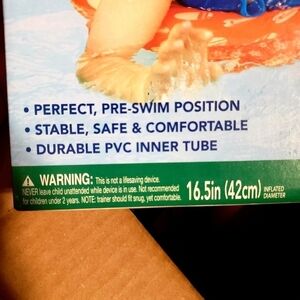 • PERFECT, PRE-SWIM POSITION
• STABLE, SAFE & COMFORTABLE
• DURABLE PVC INNER TUBE
WARNING: This is not a lifesaving device.
NEVER leave child unattended while device is in use. Not recommended
for children under 2 years. NOTE: trainer should fit snug, yet comfortable.
16.5in (42cm) INFLATED
DIAMETER